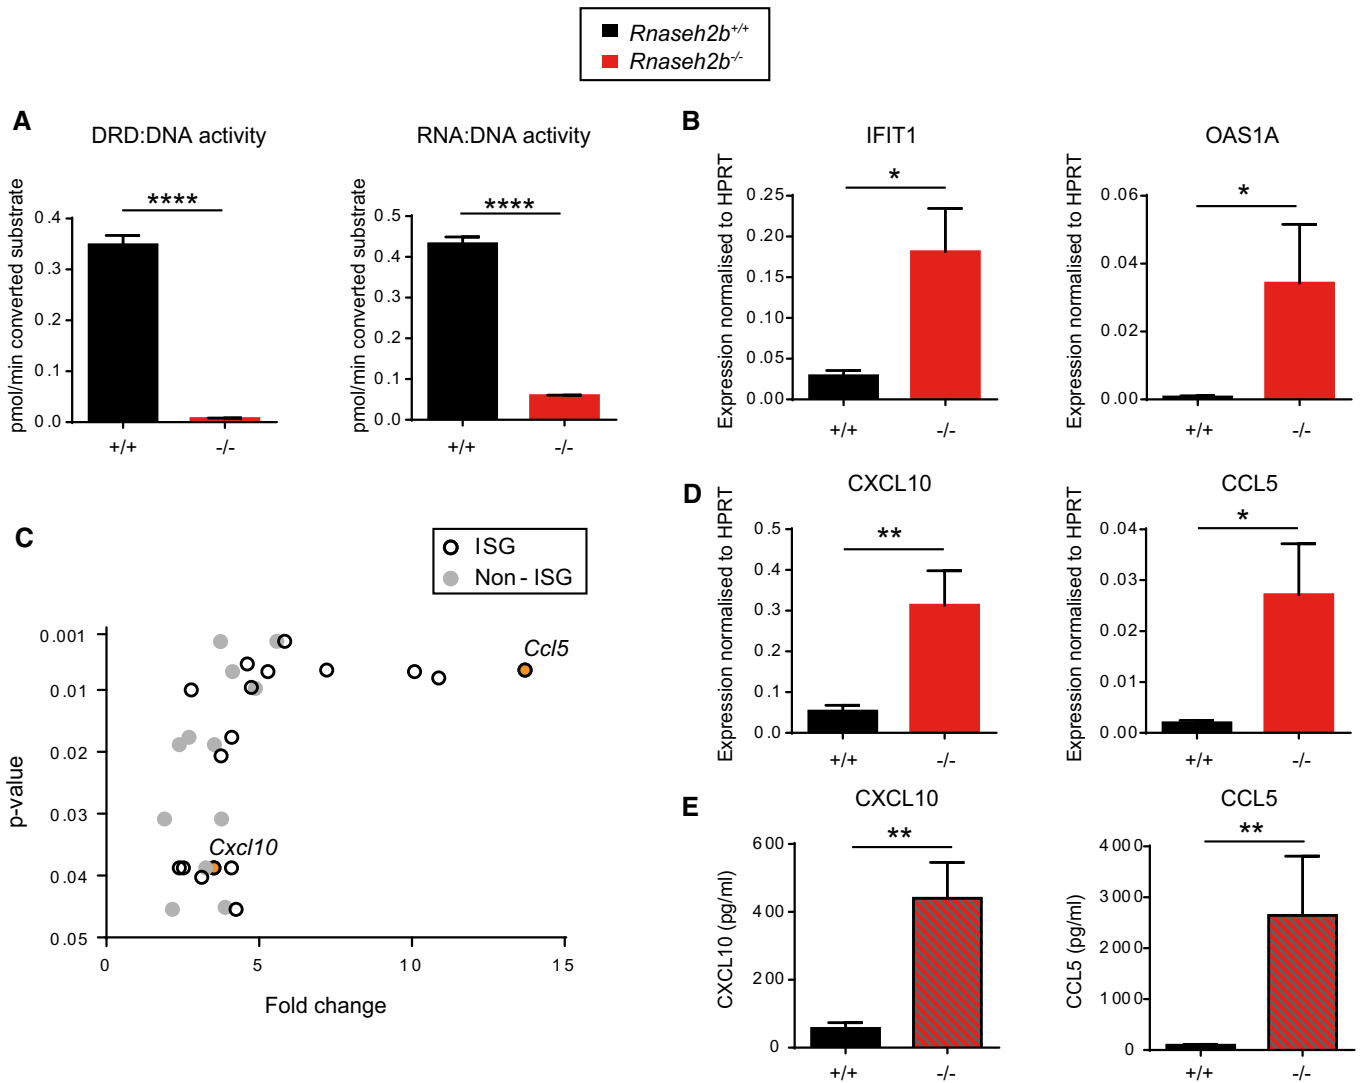 Rnaseh2b+/+
Rnaseh2b-/-
A
DRD:DNA activity
pmol/min converted substrate
0.4
0.3
0.2
0.1
0.0
****
+/+
-/-
RNA:DNA activity
pmol/min converted substrate
0.5
0.4
0.3
0.2
0.1
0.0
****
+/+
-/-
B
IFIT1
Expression normalised to HPRT
0.25
0.20
0.15
0.10
0.05
0.00
*
+/+
-/-
OAS1A
Expression normalised to HPRT
0.06
0.04
0.02
0.00
*
+/+
-/-
C
ISG
Non - ISG
p-value
0.001
0.01
0.02
0.03
0.04
0.05
Ccl5
Cxcl10
0
5
10
15
Fold change
D
CXCL10
Expression normalised to HPRT
0.5
0.4
0.3
0.2
0.1
0.0
**
+/+
-/-
CCL5
Expression normalised to HPRT
0.04
0.03
0.02
0.01
0.00
*
+/+
-/-
E
CXCL10
CXCL10 (pg/ml)
600
400
200
0
**
+/+
-/-
CCL5
CCL5 (pg/ml)
4000
3000
2000
1000
0
**
+/+
-/-